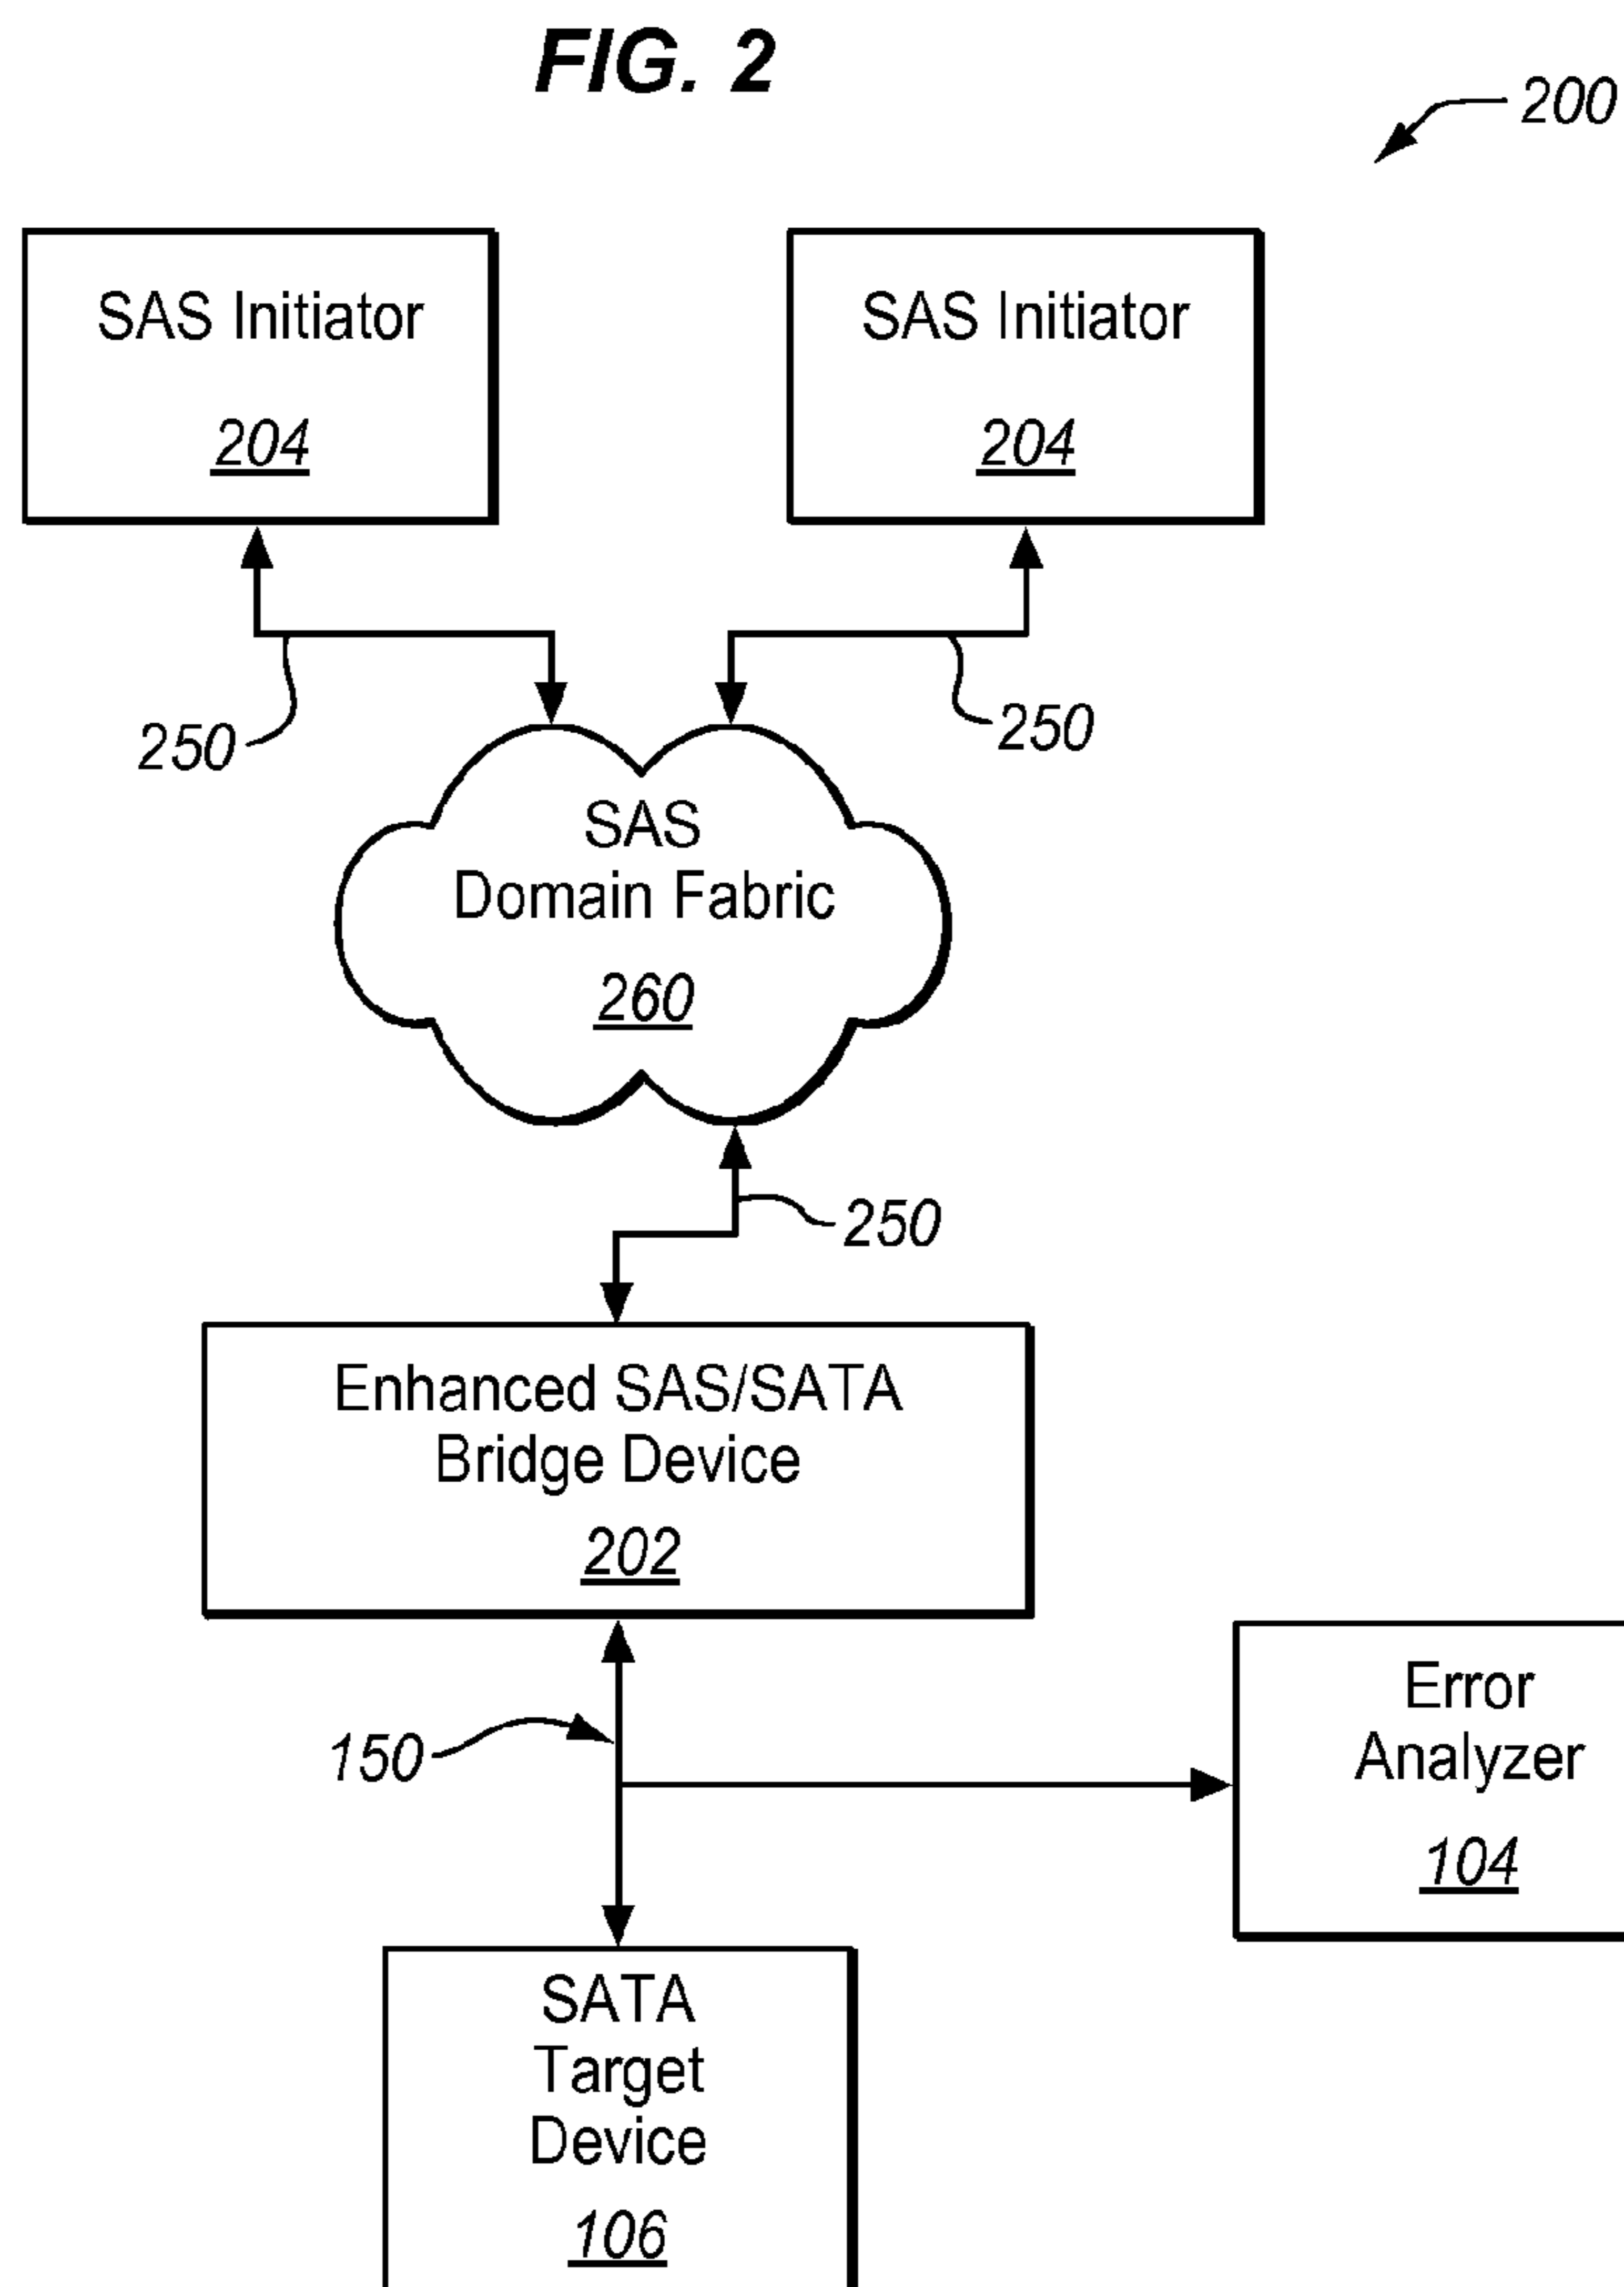 FIG. 2
200
SAS Initiator
204
SAS Initiator
204
250
250
SAS
Domain Fabric
260
250
Enhanced SAS/SATA
Bridge Device
202
150
Error
Analyzer
104
SATA
Target
Device
106